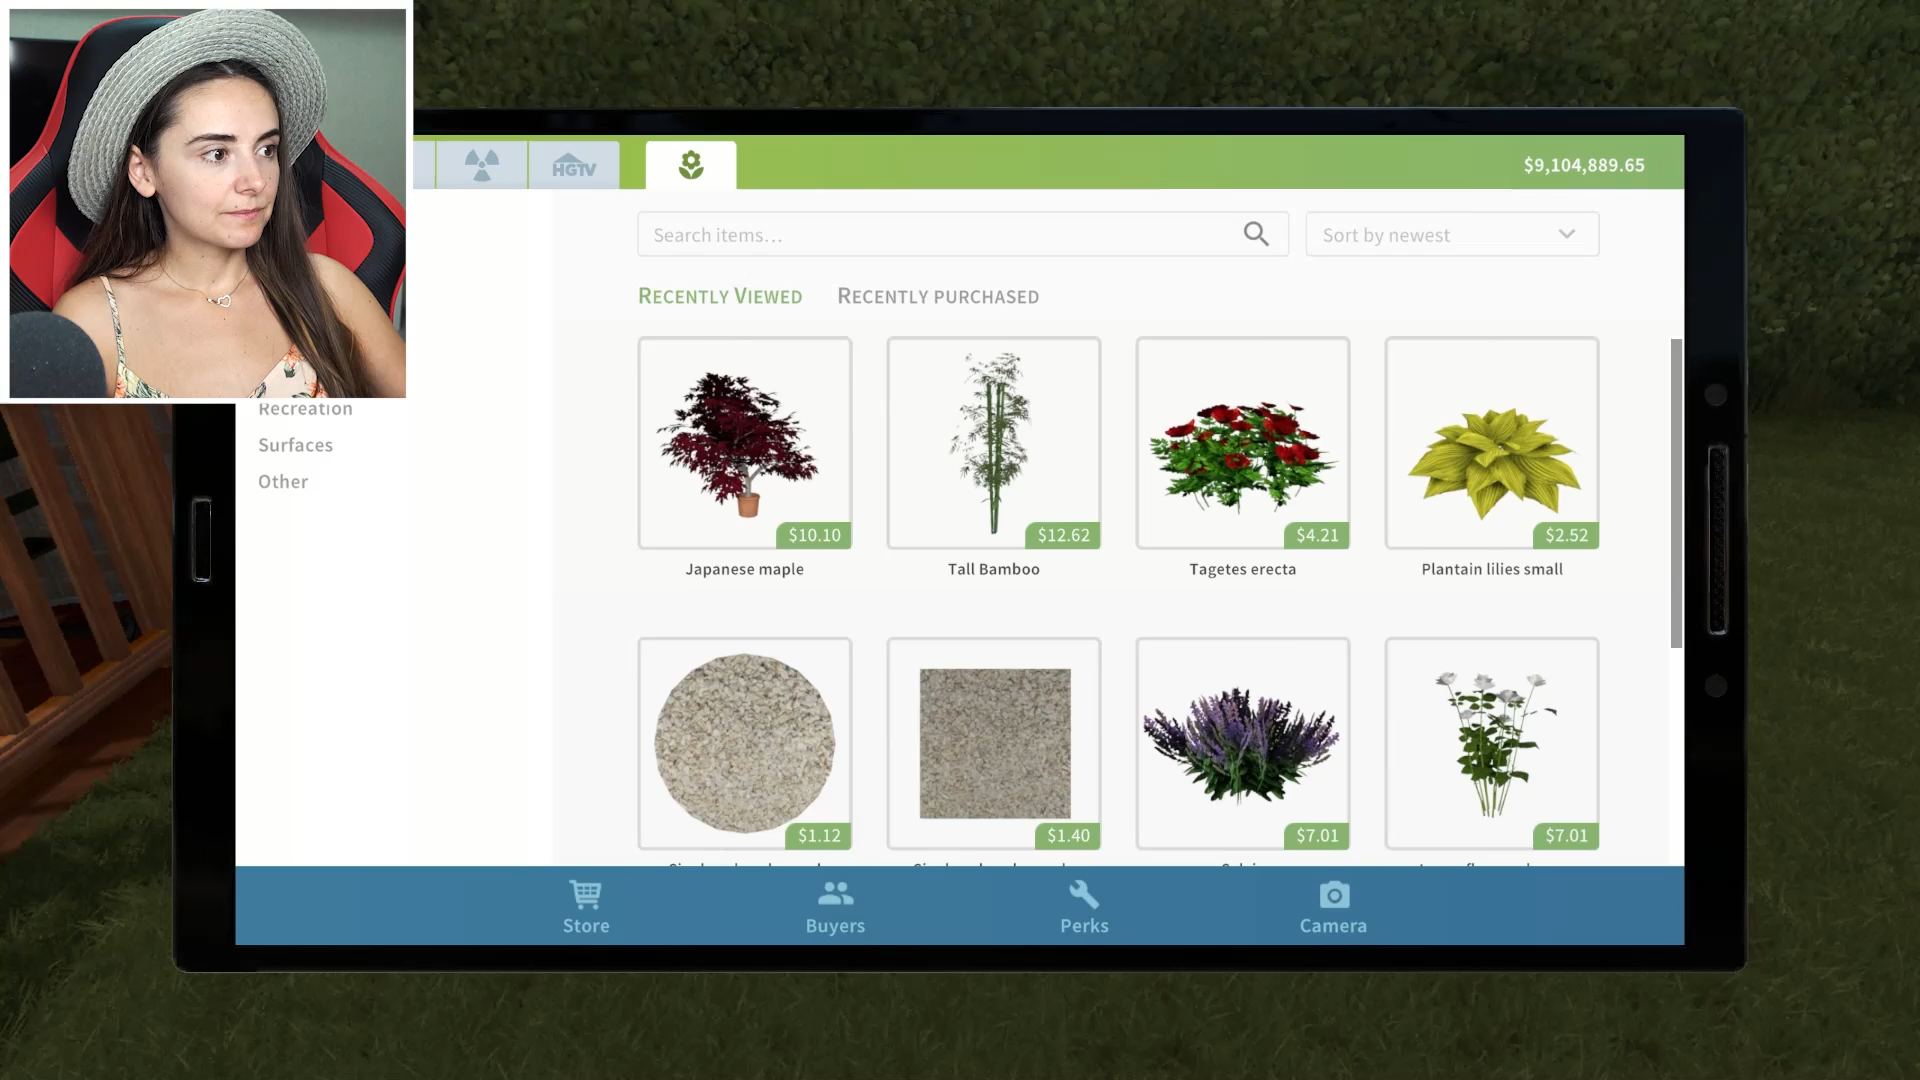 HGTV
$9,104,889.65
Search items...
Sort by newest
RECENTLY VIEWED
RECENTLY PURCHASED
Recreation
Surfaces
Other
$10.10
$12.62
$4.21
$2.52
Japanese maple
Tall Bamboo
Tagetes erecta
Plantain lilies small
$1.12
$1.40
$7.01
$7.01
Store
Buyers
Perks
Camera